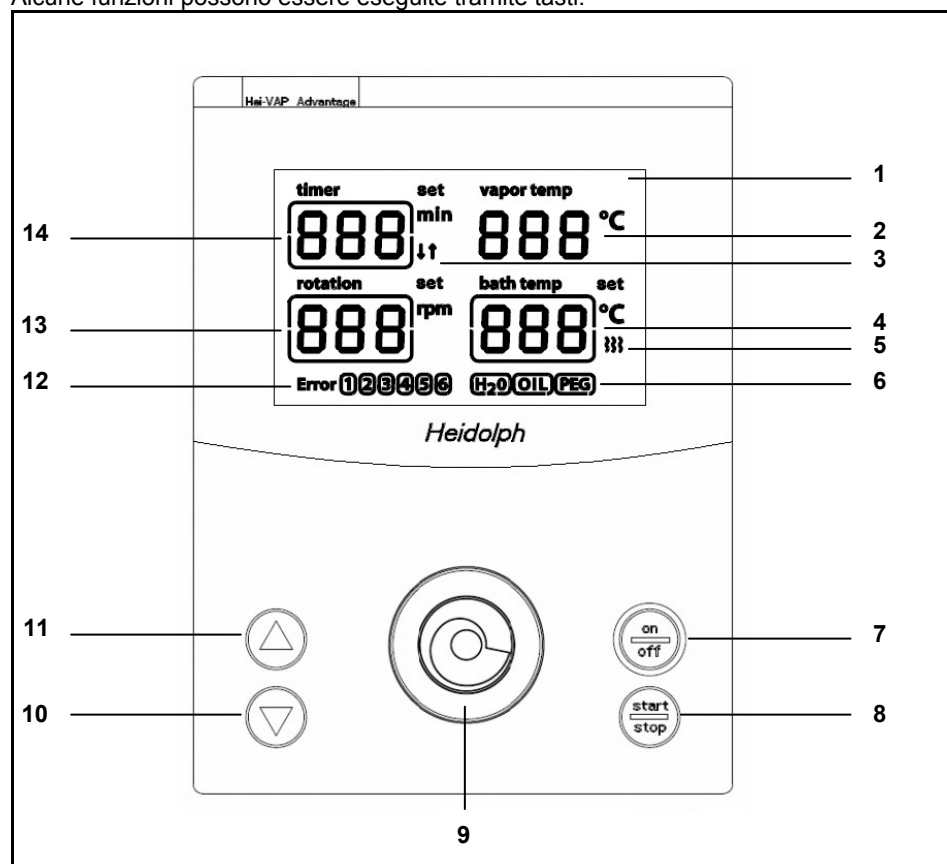 Alcune funzioni possono essere eseguite tramite tasti.
Hei-VAP Advantage
1
timer set vapor temp
888 min 888 °C
14
2
↓↑
3
rotation set bath temp set
888 rpm 888 °C
13
4
5
12
Error 1 2 3 4 5 6 H2O OIL PEG
6
Heidolph
11
on
off
7
10
start
stop
8
9